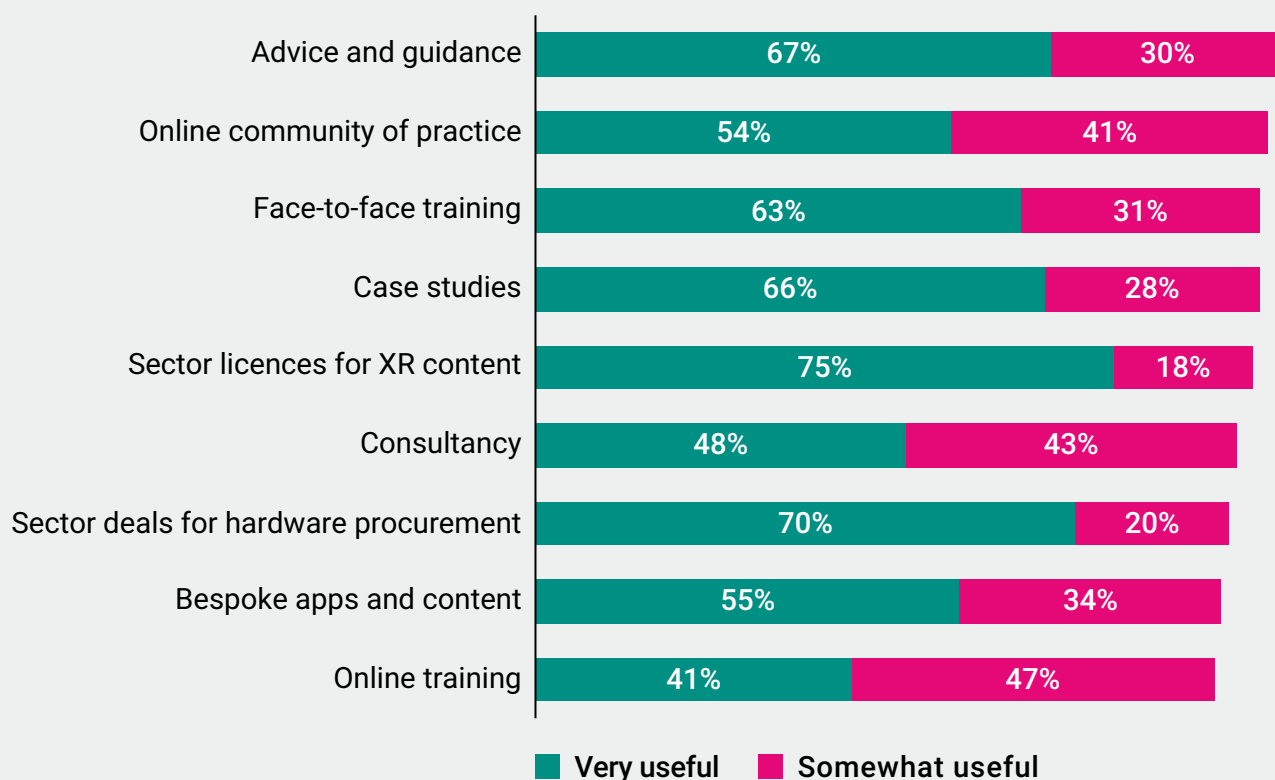 Advice and guidance 67% 30%
Online community of practice 54% 41%
Face-to-face training 63% 31%
Case studies 66% 28%
Sector licences for XR content 75% 18%
Consultancy 48% 43%
Sector deals for hardware procurement 70% 20%
Bespoke apps and content 55% 34%
Online training 41% 47%
Very useful Somewhat useful